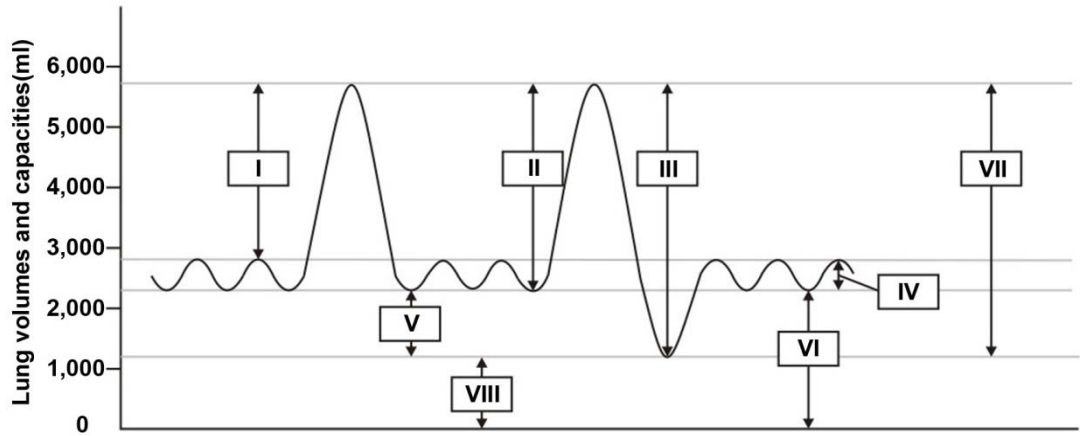 Lung volumes and capacities(ml)
6,000
5,000
4,000
3,000
2,000
1,000
0
I
II
III
VII
IV
V
VI
VIII